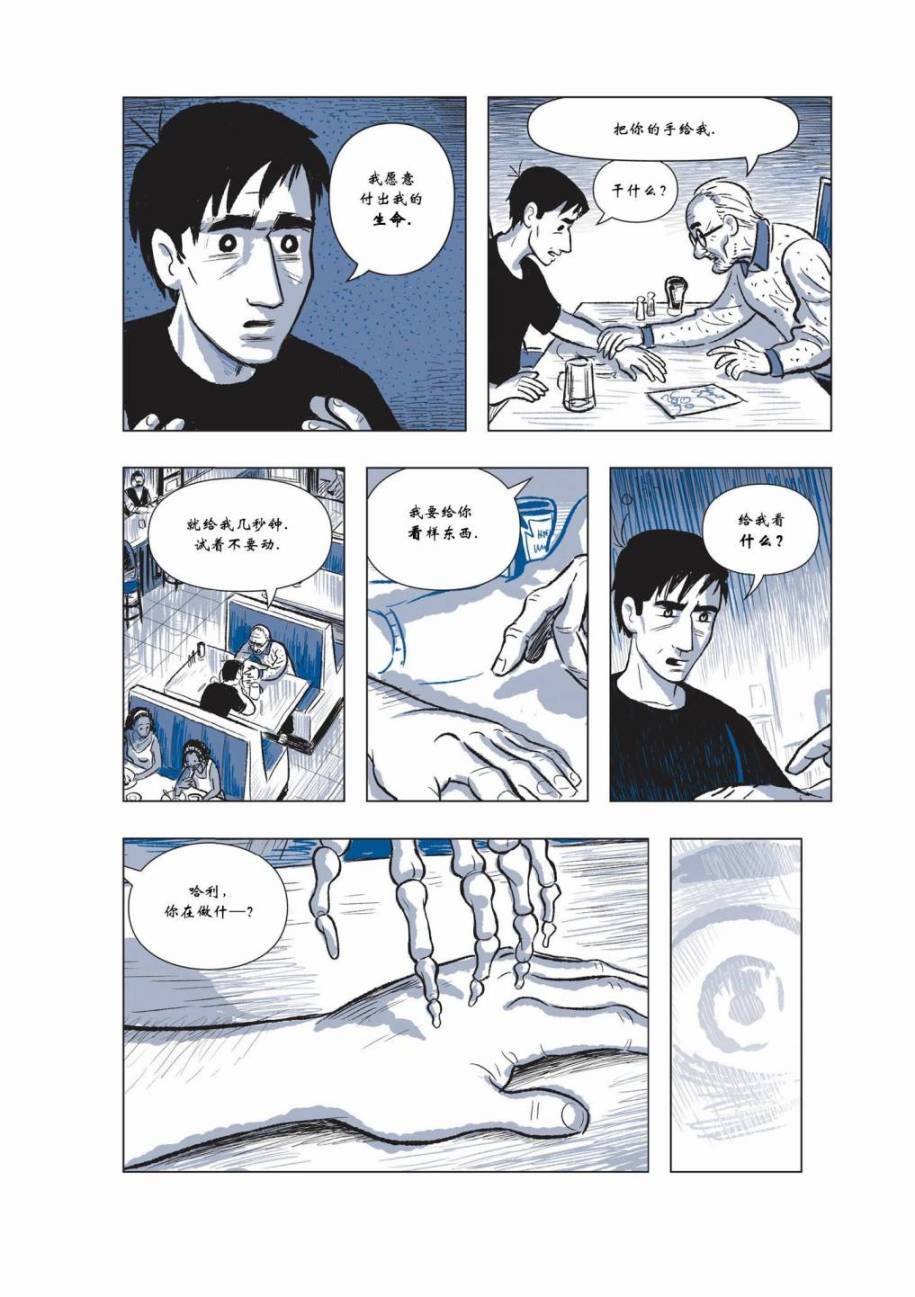 我愿意
付出我的
生命.
把你的手给我.
干什么?
就给我几秒钟.
试着不要动.
我要给你
看样东西.
给我看
什么?
哈利,
你在做什—?